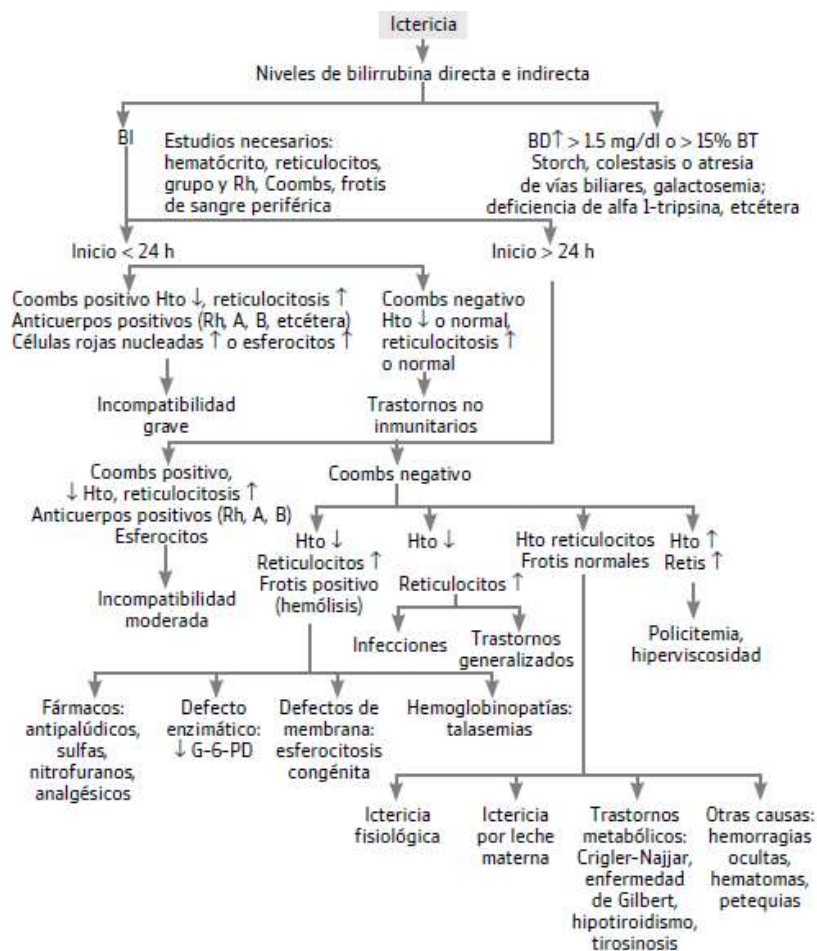 Ictericia
Niveles de bilirrubina directa e indirecta
BI
Estudios necesarios:
hematócrito, reticulocitos,
grupo y Rh, Coombs, frotis
de sangre periférica
BD↑ > 1.5 mg/dl o > 15% BT
Storch, colestasis o atresia
de vías biliares, galactosemia;
deficiencia de alfa 1-tripsina, etcétera
Inicio < 24 h
Inicio > 24 h
Coombs positivo Hto ↓, reticulocitosis ↑
Anticuerpos positivos (Rh, A, B, etcétera)
Células rojas nucleadas ↑ o esferocitos ↑
Coombs negativo
Hto ↓ o normal,
reticulocitosis ↑
o normal
Incompatibilidad
grave
Trastornos no
inmunitarios
Coombs positivo,
↓ Hto, reticulocitosis ↑
Anticuerpos positivos (Rh, A, B)
Esferocitos
Coombs negativo
Incompatibilidad
moderada
Hto ↓
Reticulocitos ↑
Frotis positivo
(hemólisis)
Hto ↓
Reticulocitos ↑
Hto reticulocitos
Frotis normales
Hto ↑
Retis ↑
Infecciones
Trastornos
generalizados
Policitemia,
hiperviscosidad
Fármacos:
antipalúdicos,
sulfas,
nitrofuranos,
analgésicos
Defecto
enzimático:
↓ G-6-PD
Defectos de
membrana:
esferocitosis
congénita
Hemoglobinopatías:
talasemias
Ictericia
fisiológica
Ictericia
por leche
materna
Trastornos
metabólicos:
Crigler-Najjar,
enfermedad
de Gilbert,
hipotiroidismo,
tirosinosis
Otras causas:
hemorragias
ocultas,
hematomas,
petequias